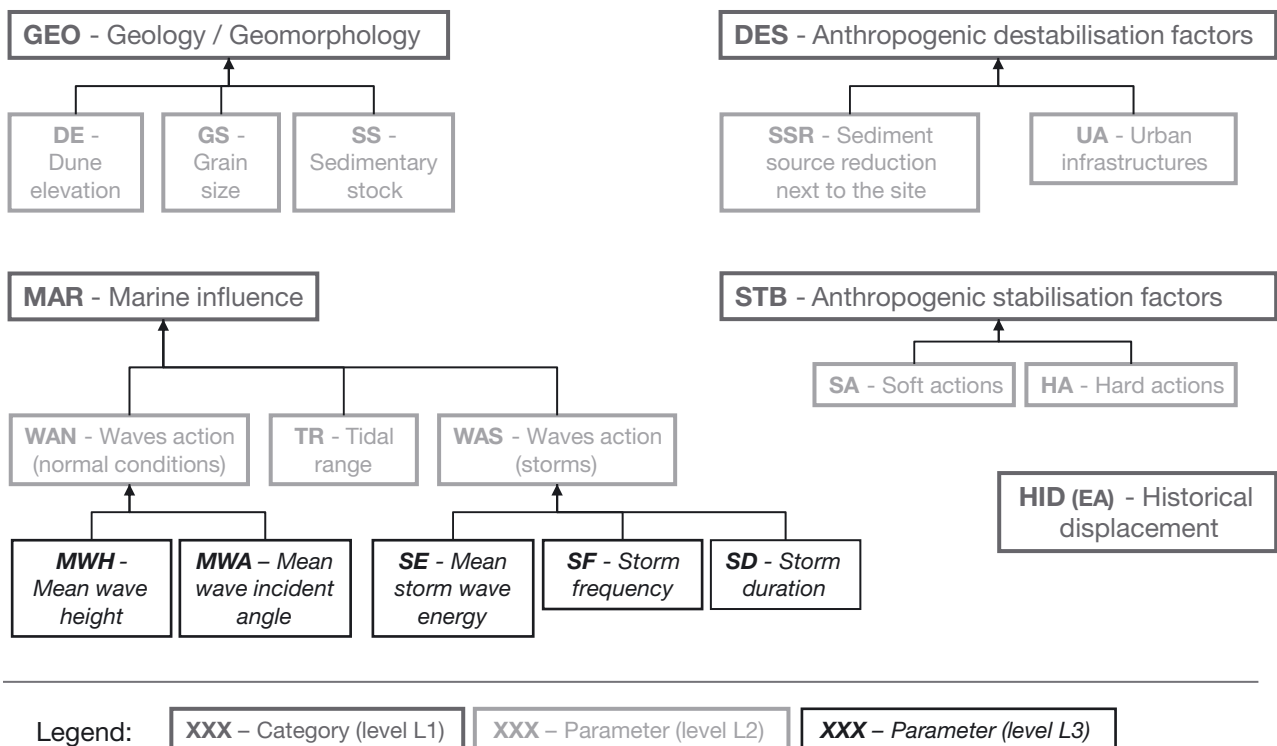 GEO - Geology / Geomorphology
DE -
Dune
elevation
GS -
Grain
size
SS -
Sedimentary
stock
DES - Anthropogenic destabilisation factors
SSR - Sediment
source reduction
next to the site
UA - Urban
infrastructures
MAR - Marine influence
WAN - Waves action
(normal conditions)
TR - Tidal
range
WAS - Waves action
(storms)
MWH -
Mean wave
height
MWA – Mean
wave incident
angle
SE - Mean
storm wave
energy
SF - Storm
frequency
SD - Storm
duration
STB - Anthropogenic stabilisation factors
SA - Soft actions
HA - Hard actions
HID (EA) - Historical
displacement
Legend:
XXX – Category (level L1)
XXX – Parameter (level L2)
XXX – Parameter (level L3)